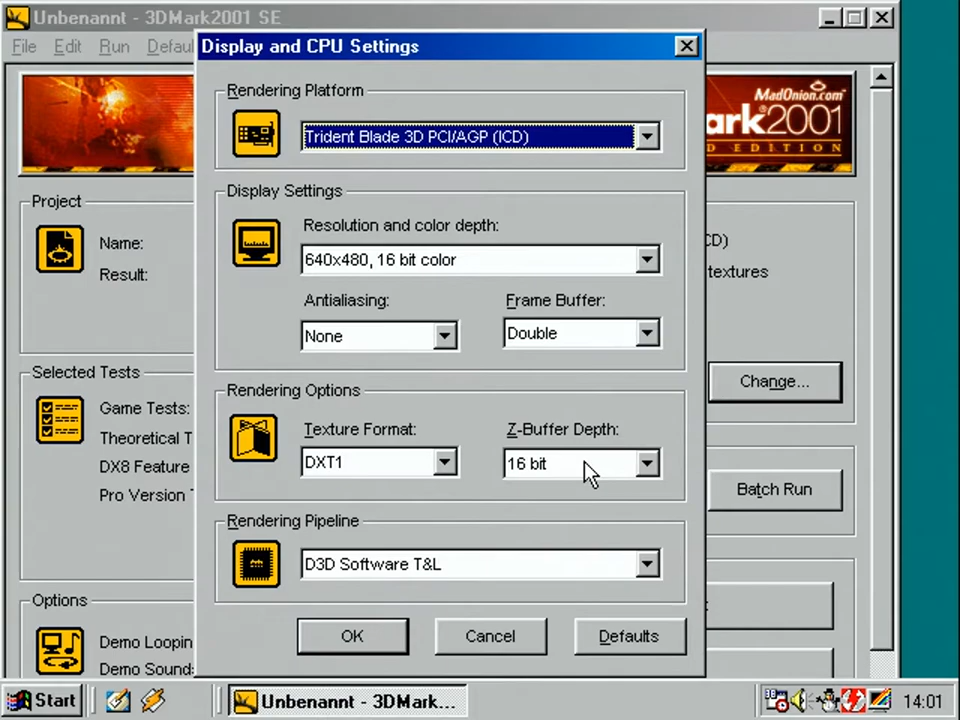 Unbenannt - 3DMark2001 SE
File Edit Run Defau
Display and CPU Settings
MadOnion.com
ark2001
D EDITION
Rendering Platform
Trident Blade 3D PCI/AGP (ICD)
Display Settings
Resolution and color depth:
640x480, 16 bit color
Antialiasing:
Frame Buffer:
None
Double
Rendering Options
Texture Format:
Z-Buffer Depth:
DXT1
16 bit
Rendering Pipeline
D3D Software T&L
OK
Cancel
Defaults
Project
Name:
Result:
CD)
textures
Change...
Selected Tests
Game Tests:
Theoretical T
DX8 Feature
Pro Version
Batch Run
Options
Demo Loopin
Demo Sound
Start
Unbenannt - 3DMark...
14:01